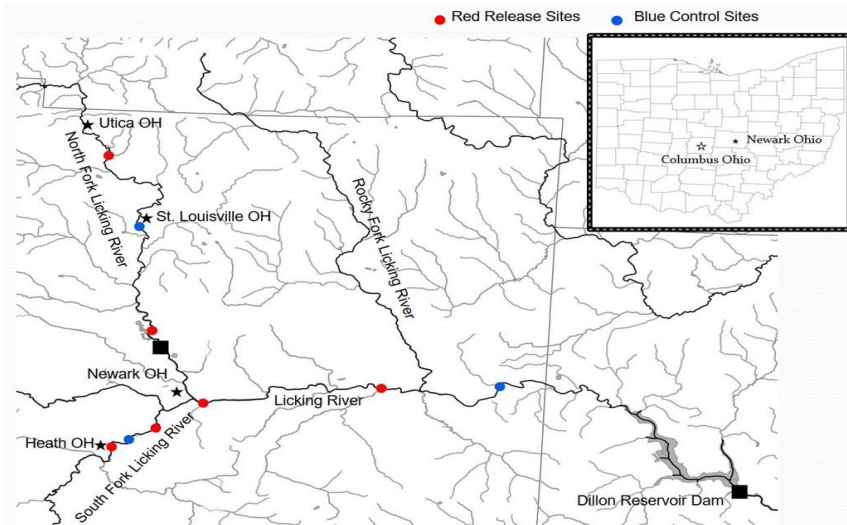 Red Release Sites
Blue Control Sites
Utica OH
North Fork Licking River
St. Louisville OH
Rocky Fork Licking River
Newark Ohio
Columbus Ohio
Newark OH
Licking River
Heath OH
South Fork Licking River
Dillon Reservoir Dam